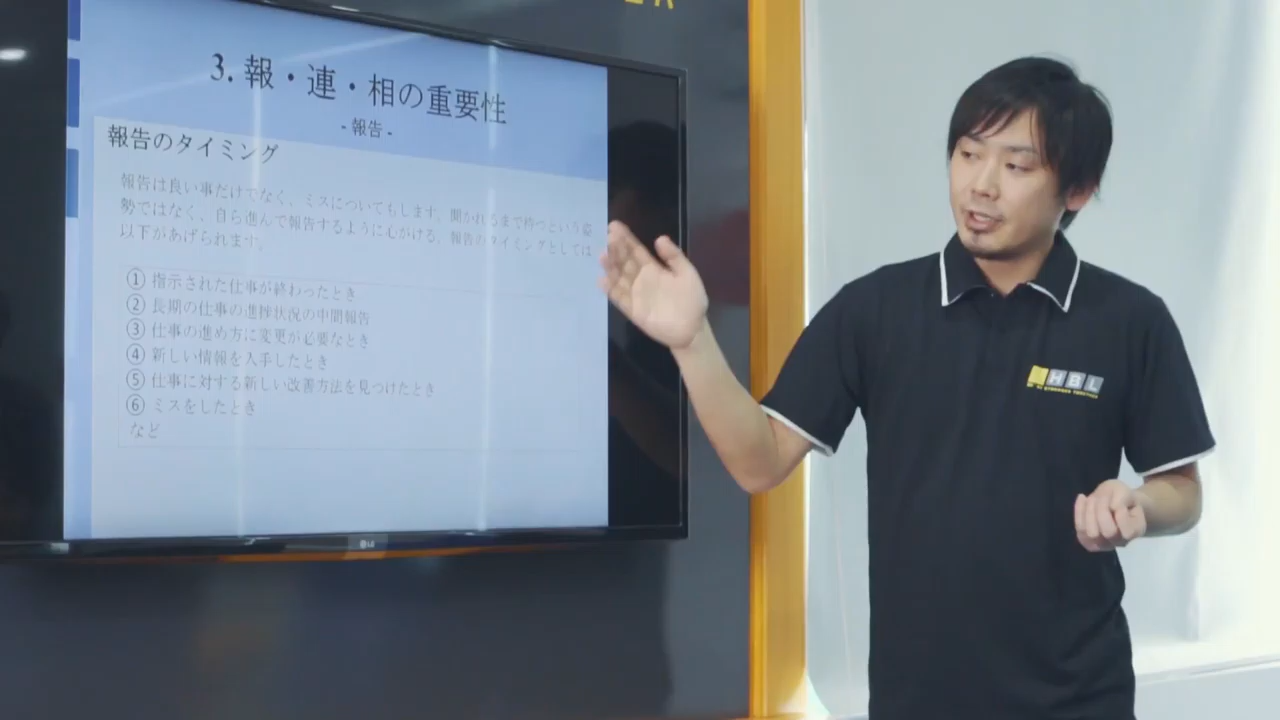 3. 報・連・相の重要性
- 報告 -
報告のタイミング
報告は良い事だけでなく、ミスについてもします。聞かれるまで待つという姿
勢ではなく、自ら進んで報告するように心がける。報告のタイミングとしては
以下があげられます。
① 指示された仕事が終わったとき
② 長期の仕事の進捗状況の中間報告
③ 仕事の進め方に変更が必要なとき
④ 新しい情報を入手したとき
⑤ 仕事に対する新しい改善方法を見つけたとき
⑥ ミスをしたとき
など
LG
HBL